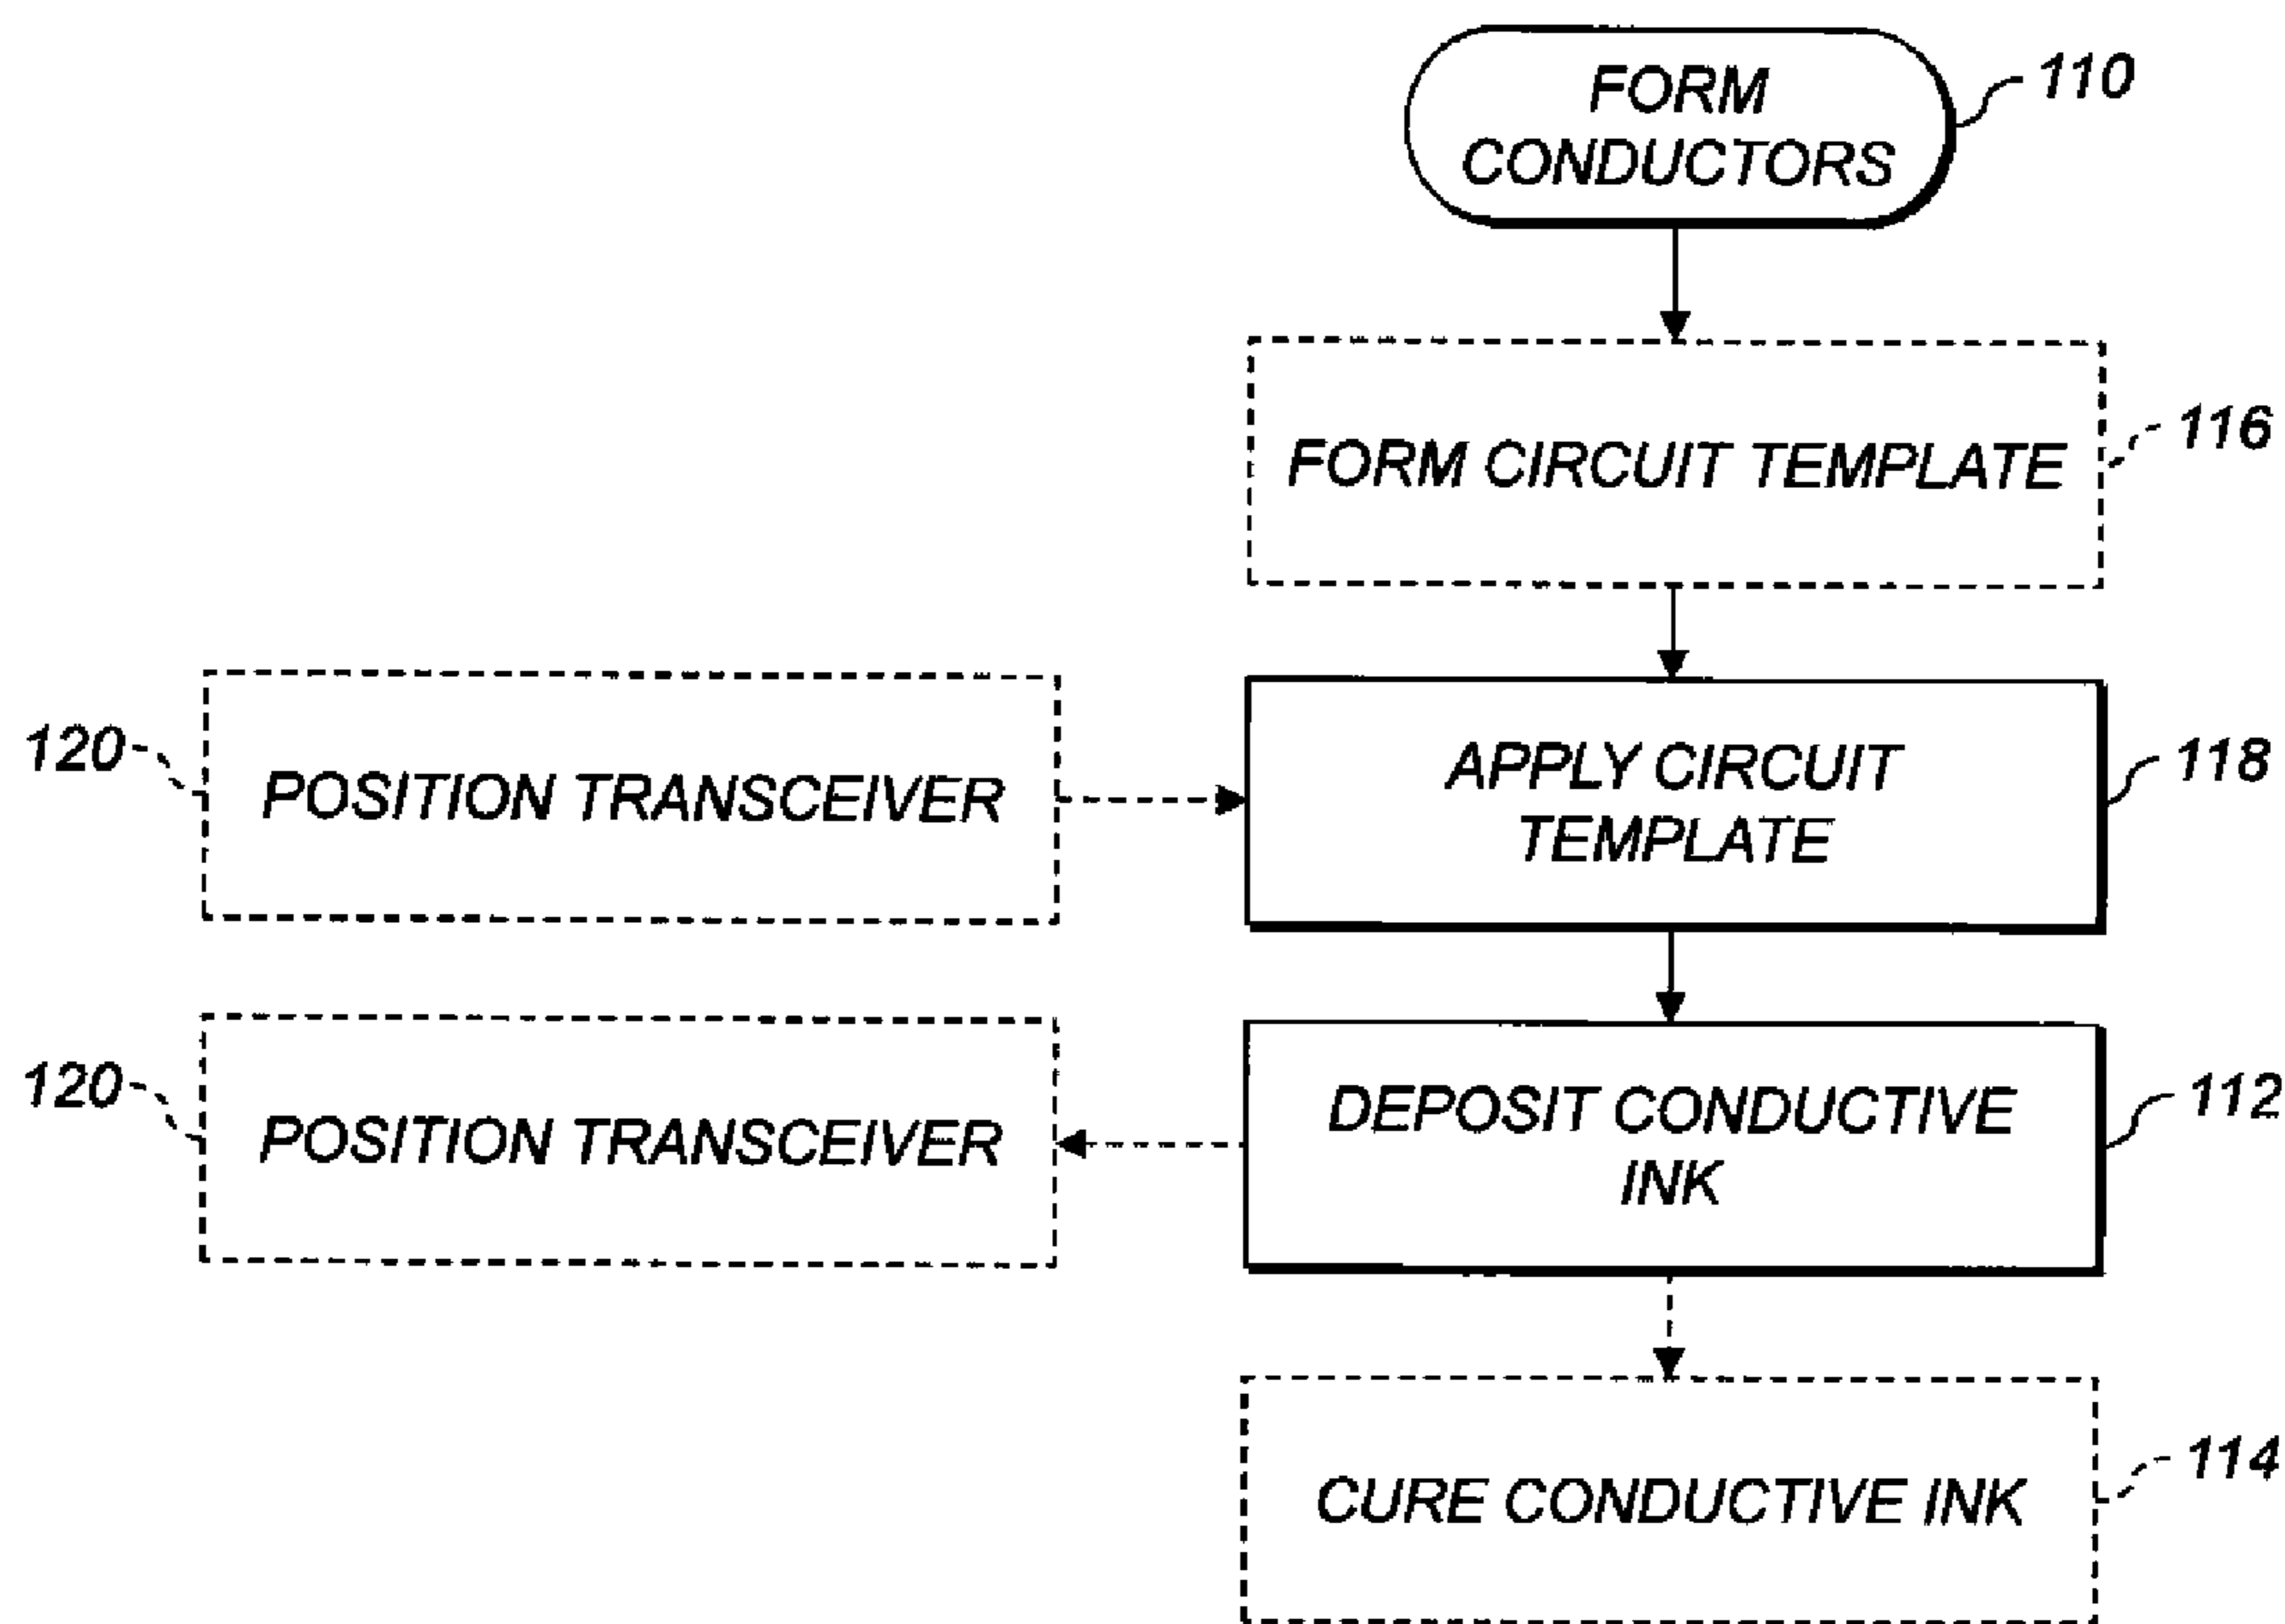 FORM
CONDUCTORS
110
FORM CIRCUIT TEMPLATE
116
120
POSITION TRANSCEIVER
APPLY CIRCUIT
TEMPLATE
118
120
POSITION TRANSCEIVER
DEPOSIT CONDUCTIVE
INK
112
CURE CONDUCTIVE INK
114